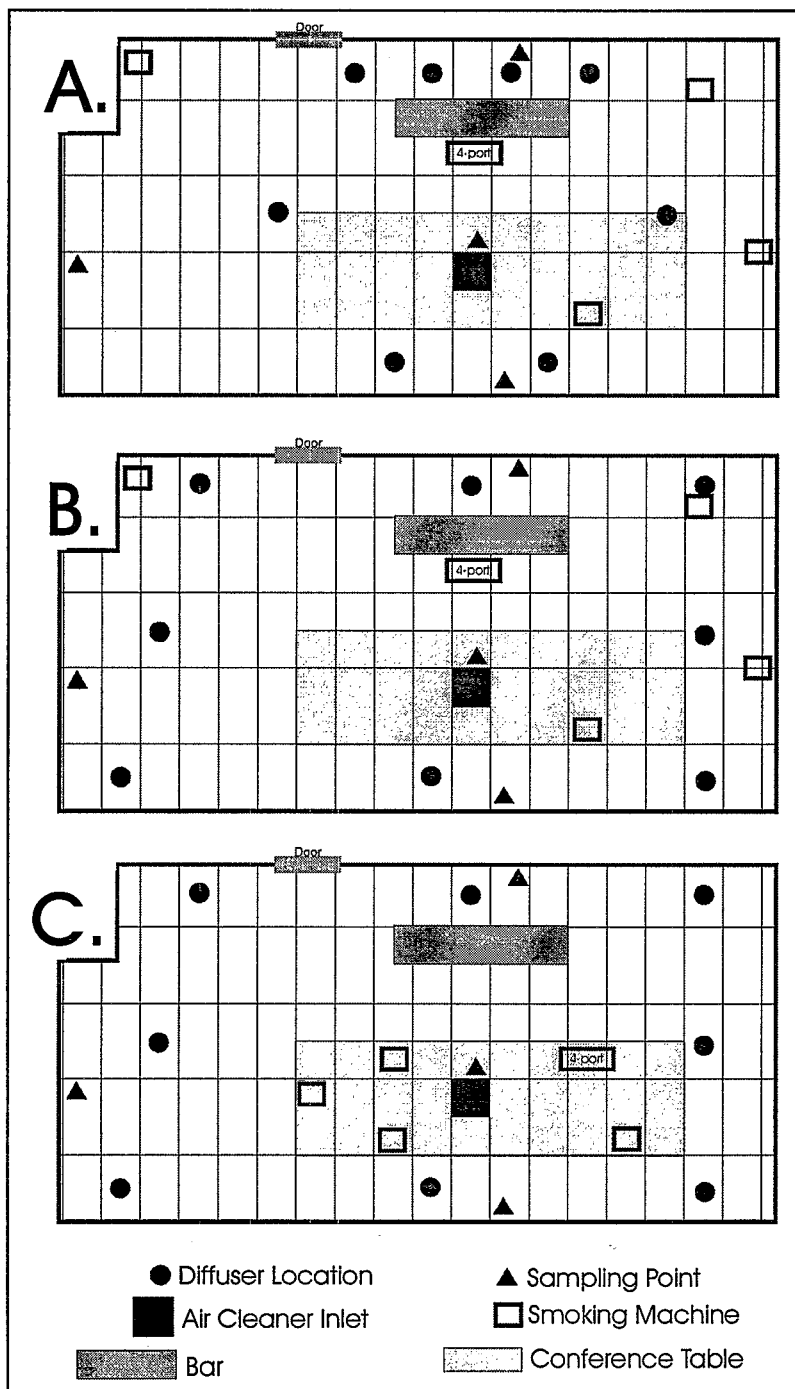 Door
A.
4-port
Door
B.
4-port
Door
C.
4-port
Diffuser Location
Sampling Point
Air Cleaner Inlet
Smoking Machine
Bar
Conference Table